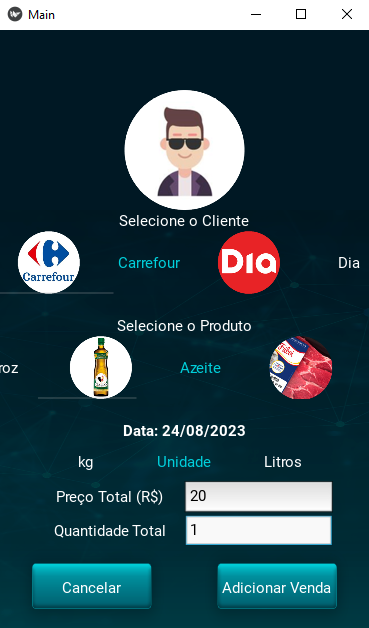 Main
Selecione o Cliente
Carrefour Carrefour Dia Dia
Selecione o Produto
roz Azeite
Data: 24/08/2023
kg Unidade Litros
Preço Total (R$) 20
Quantidade Total 1
Cancelar Adicionar Venda